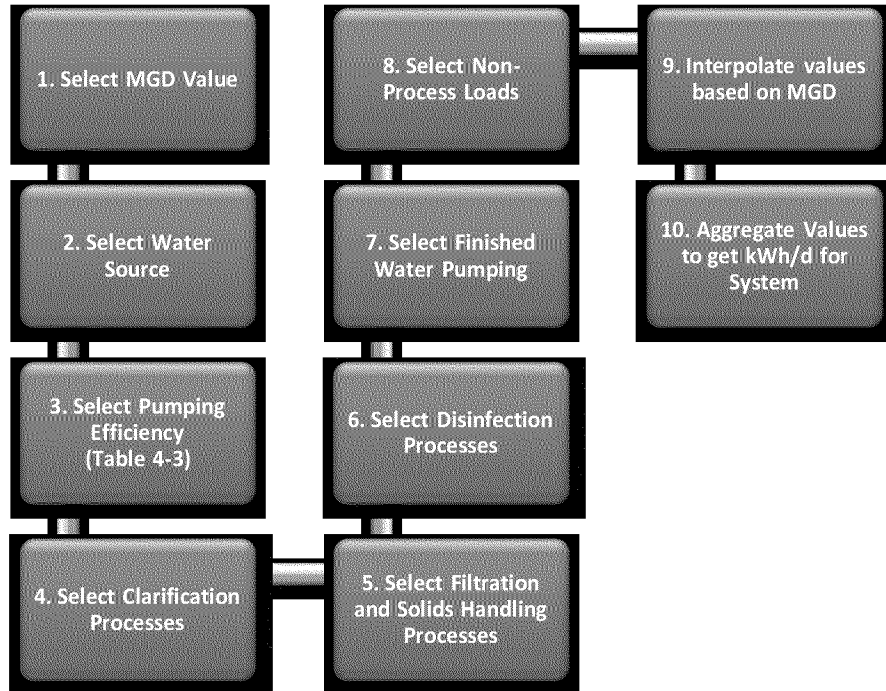 1. Select MGD Value
2. Select Water
Source
3. Select Pumping
Efficiency
(Table 4-3)
4. Select Clarification
Processes
5. Select Filtration
and Solids Handling
Processes
6. Select Disinfection
Processes
7. Select Finished
Water Pumping
8. Select Non-
Process Loads
9. Interpolate values
based on MGD
10. Aggregate Values
to get kWh/d for
System